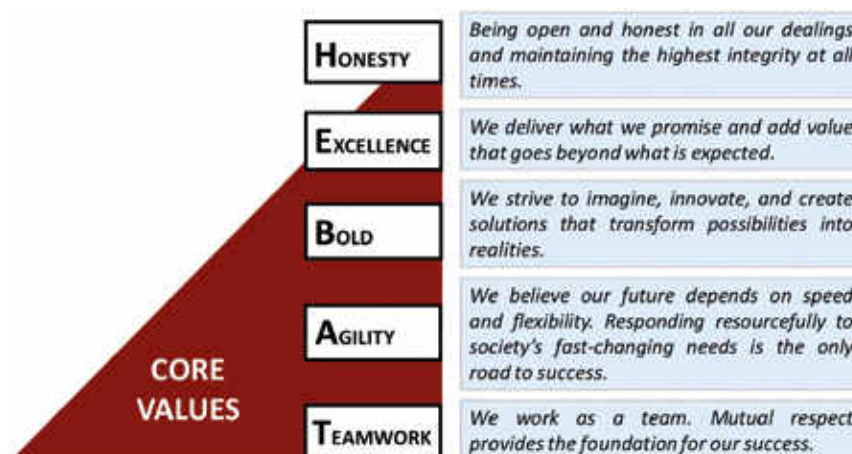 HONESTY
Being open and honest in all our dealings
and maintaining the highest integrity at all
times.
EXCELLENCE
We deliver what we promise and add value
that goes beyond what is expected.
BOLD
We strive to imagine, innovate, and create
solutions that transform possibilities into
realities.
AGILITY
We believe our future depends on speed
and flexibility. Responding resourcefully to
society's fast-changing needs is the only
road to success.
CORE
VALUES
TEAMWORK
We work as a team. Mutual respect
provides the foundation for our success.